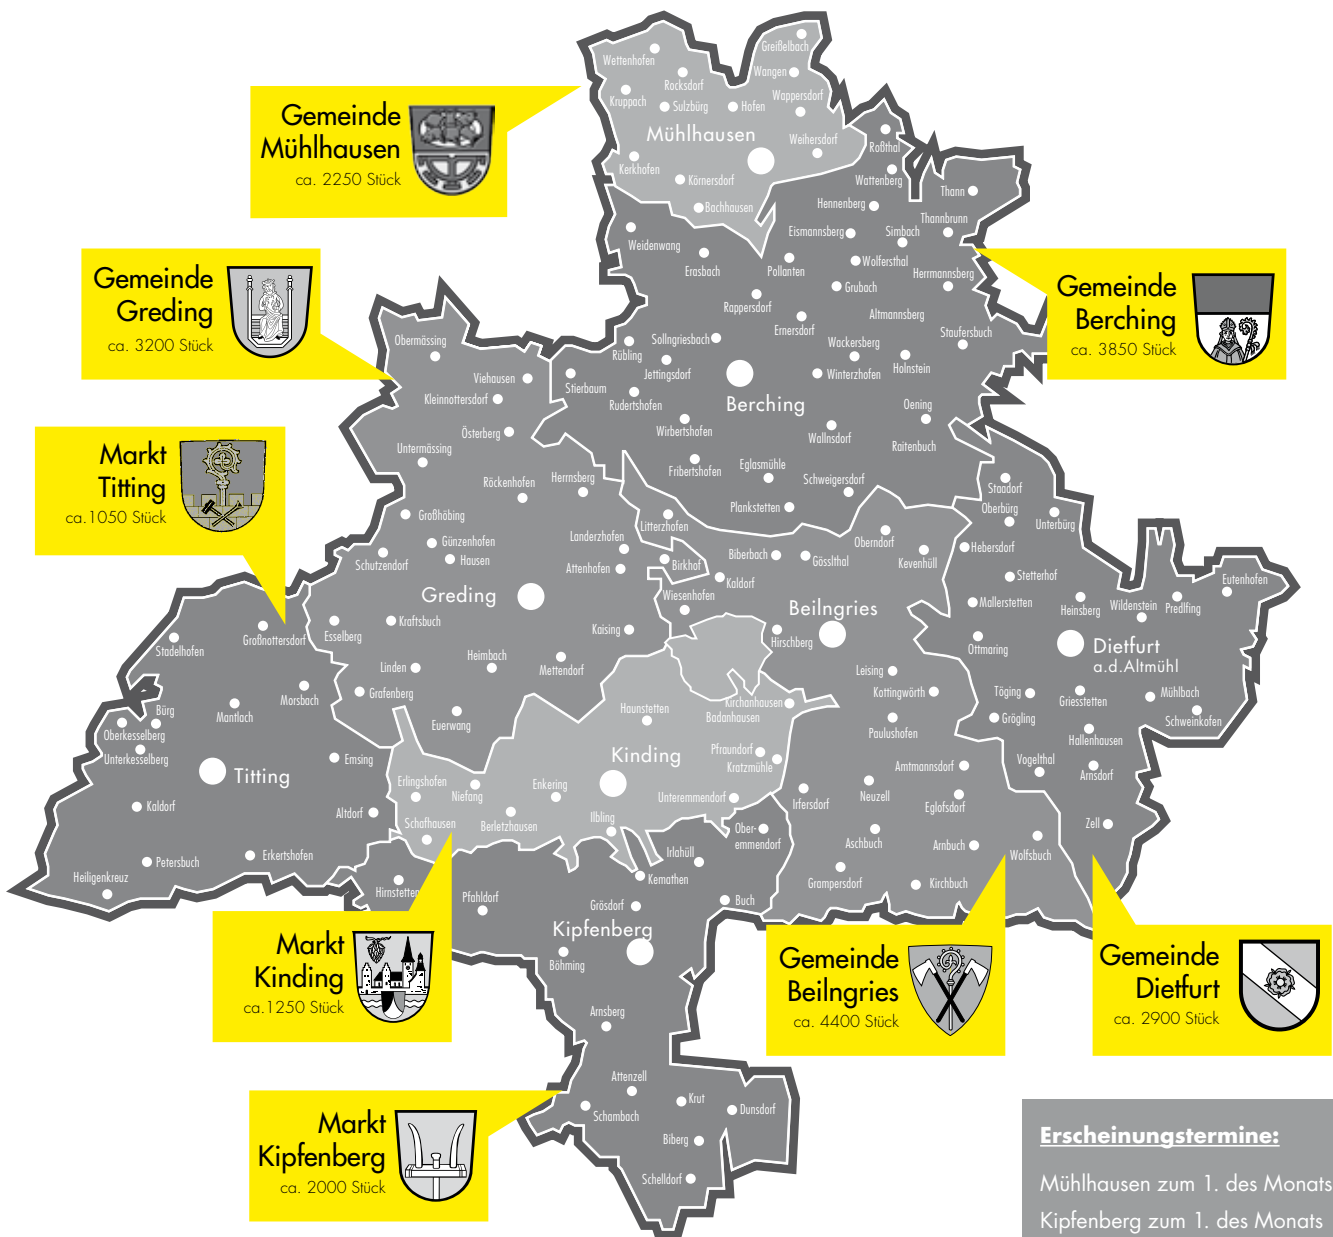 Gemeinde
Mühlhausen
ca. 2250 Stück
Gemeinde
Greding
ca. 3200 Stück
Markt
Titting
ca.1050 Stück
Gemeinde
Berching
ca. 3850 Stück
Markt
Kinding
ca.1250 Stück
Markt
Kipfenberg
ca. 2000 Stück
Gemeinde
Beilngries
ca. 4400 Stück
Gemeinde
Dietfurt
ca. 2900 Stück
Greißelbach
Wettenhofen
Wangen
Rocksdorf
Kruppach
Wappersdorf
Sulzbürg
Hofen
Mühlhausen
Weihersdorf
Kerkhofen
Körnersdorf
Bachhausen
Roßthal
Wattenberg
Thann
Hennenberg
Thannbrunn
Eismannsberg
Simbach
Weidenwang
Erasbach
Pollanten
Wolfersthal
Herrmannsberg
Grubach
Rappersdorf
Altmannsberg
Ernersdorf
Staufersbuch
Sollngriesbach
Rübling
Wackersberg
Holnstein
Jettingsdorf
Winterzhofen
Stierbaum
Rudertshofen
Berching
Oening
Wirbertshofen
Wallnsdorf
Raitenbuch
Fribertshofen
Eglasmühle
Schweigersdorf
Plankstetten
Obermässing
Viehausen
Kleinnottersdorf
Österberg
Untermässing
Röckenhofen
Herrnsberg
Großhöbing
Günzenhofen
Hausen
Schutzendorf
Landerzhofen
Attenhofen
Greding
Kraftsbuch
Esselberg
Kaising
Linden
Heimbach
Mettendorf
Grafenberg
Euerwang
Litterzhofen
Birkhof
Biberbach
Gösslthal
Oberndorf
Kevenhüll
Kaldorf
Wiesenhofen
Beilngries
Hirschberg
Leising
Kottingwörth
Paulushofen
Amtmannsdorf
Neuzell
Irfersdorf
Eglofsdorf
Aschbuch
Arnbuch
Wolfsbuch
Grampersdorf
Kirchbuch
Staadorf
Oberbürg
Unterbürg
Hebersdorf
Stetterhof
Eutenhofen
Mallerstetten
Heinsberg
Wildenstein
Predlfing
Ottmaring
Dietfurt
a.d.Altmühl
Töging
Griesstetten
Mühlbach
Grögling
Schweinkofen
Hallenhausen
Vogelthal
Arnsdorf
Zell
Großnottersdorf
Stadelhofen
Morsbach
Mantlach
Bürg
Oberkesselberg
Unterkesselberg
Emsing
Titting
Kaldorf
Altdorf
Petersbuch
Erkertshofen
Heiligenkreuz
Haunstetten
Kirchanhausen
Badanhausen
Kinding
Pfraundorf
Kratzmühle
Erlingshofen
Niefang
Enkering
Unteremmendorf
Schafhausen
Berletzhausen
Ilbling
Ober-
emmendorf
Irlahüll
Kemathen
Hirnstetten
Pfahldorf
Grösdorf
Buch
Kipfenberg
Böhming
Arnsberg
Attenzell
Krut
Schambach
Dunsdorf
Biberg
Schelldorf
Erscheinungstermine:
Mühlhausen zum 1. des Monats
Kipfenberg zum 1. des Monats